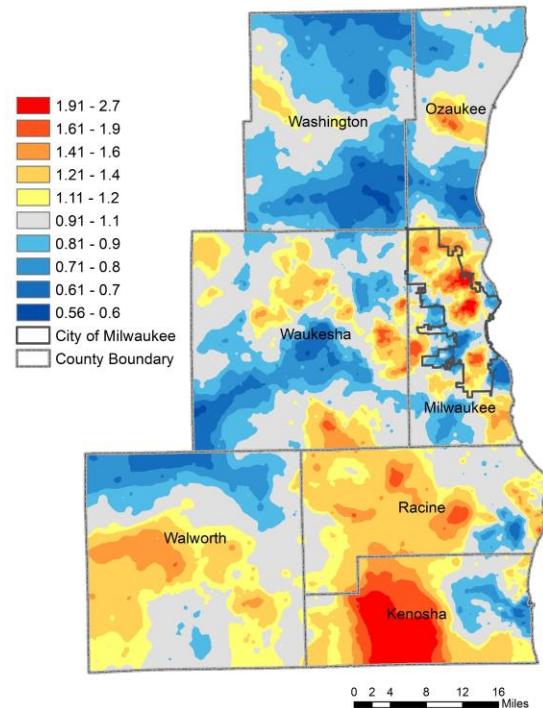 1.91 - 2.7
1.61 - 1.9
1.41 - 1.6
1.21 - 1.4
1.11 - 1.2
0.91 - 1.1
0.81 - 0.9
0.71 - 0.8
0.61 - 0.7
0.56 - 0.6
City of Milwaukee
County Boundary
Washington
Ozaukee
Waukesha
Milwaukee
Walworth
Racine
Kenosha
0 2 4 8 12 16
Miles